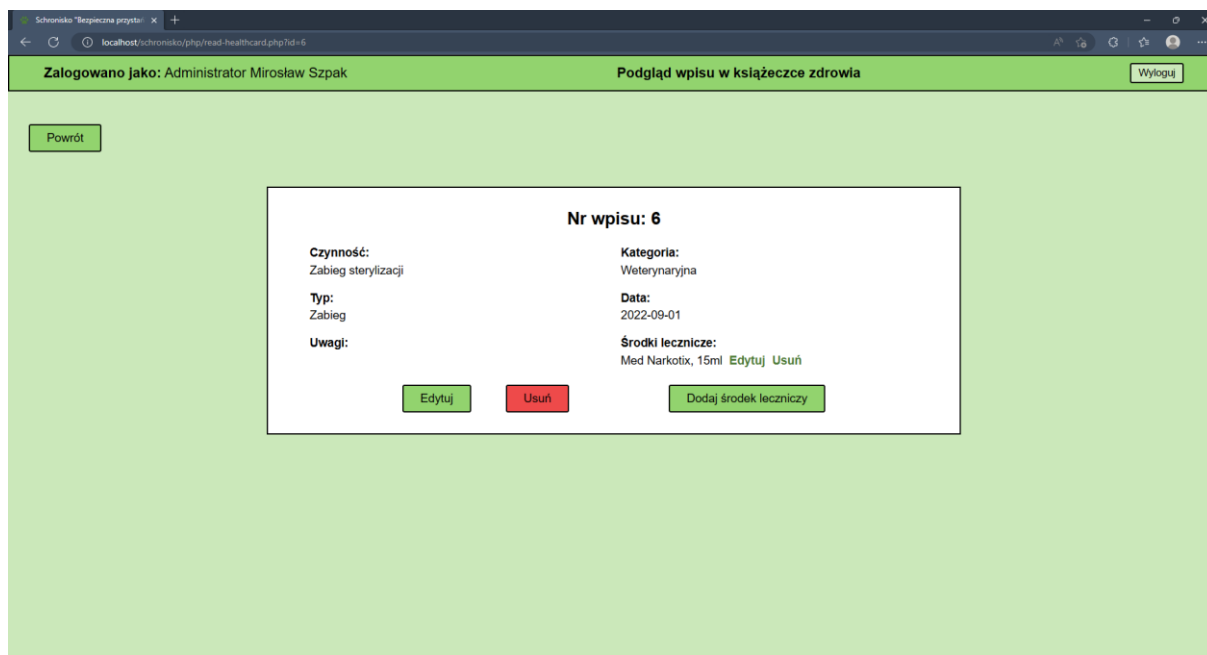 Schronisko "Bezpieczna przystań
localhost/schronisko/php/read-healthcard.php?id=6
Zalogowano jako: Administrator Mirosław Szpak
Podgląd wpisu w książeczce zdrowia
Wyloguj
Powrót
Nr wpisu: 6
Czynność:
Zabieg sterylizacji
Kategoria:
Weterynaryjna
Typ:
Zabieg
Data:
2022-09-01
Uwagi:
Środki lecznicze:
Med Narkotix, 15ml Edytuj Usuń
Edytuj
Usuń
Dodaj środek leczniczy